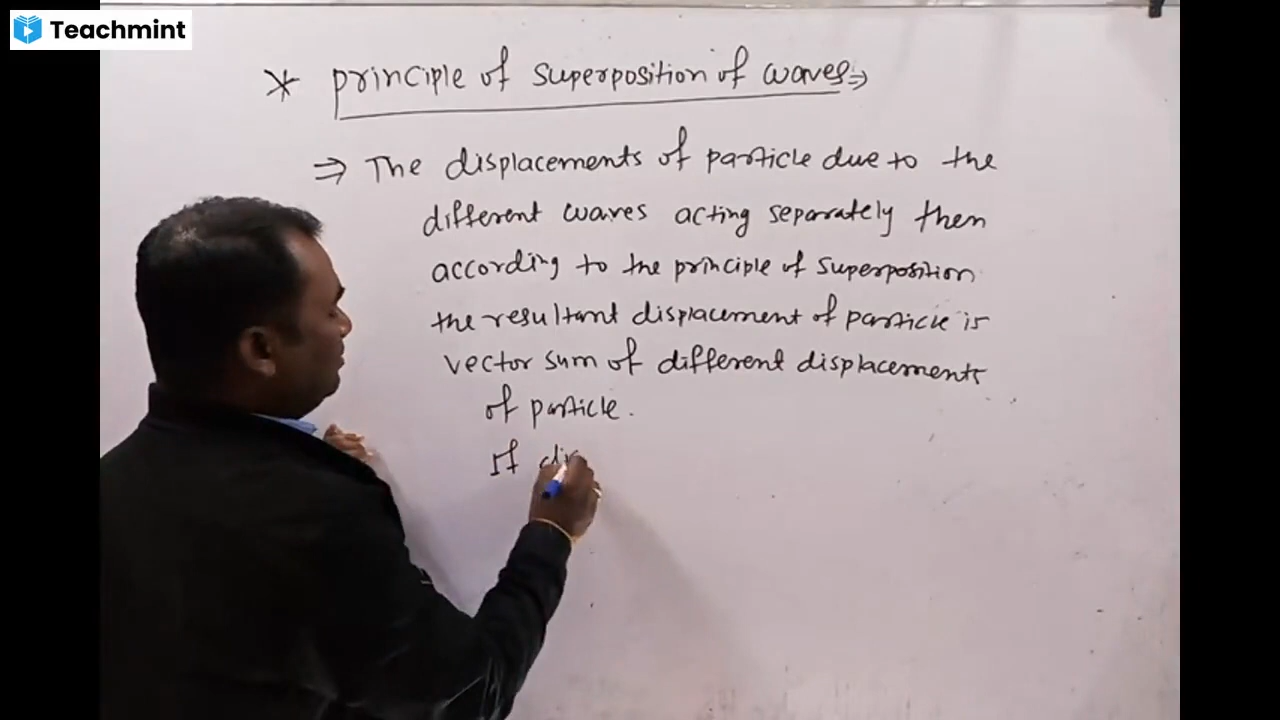 Teachmint
* principle of superposition of waves ⇒
⇒ The displacements of particle due to the
different waves acting separately then
according to the principle of superposition
the resultant displacement of particle is
vector sum of different displacements
of particle.
If dis